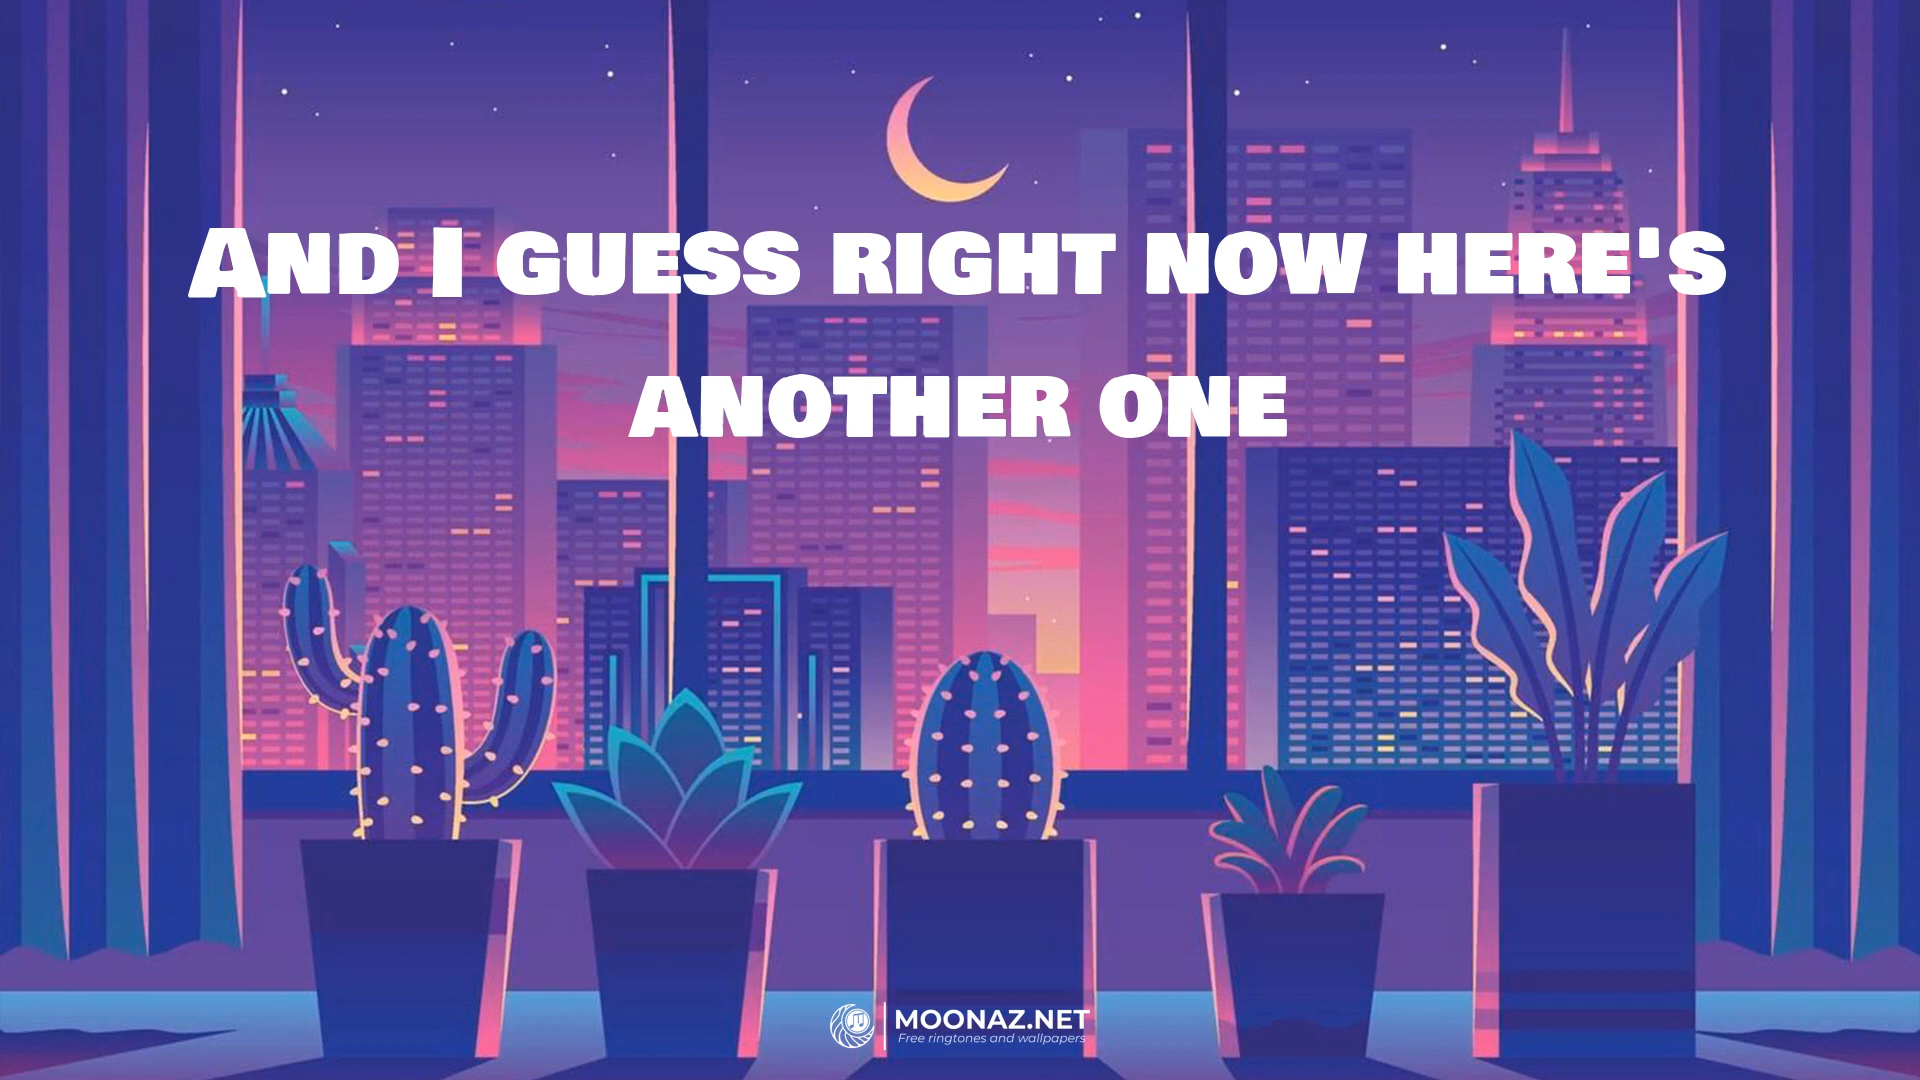 And I guess right now here's
another one
MOONAZ.NET
Free ringtones and wallpapers